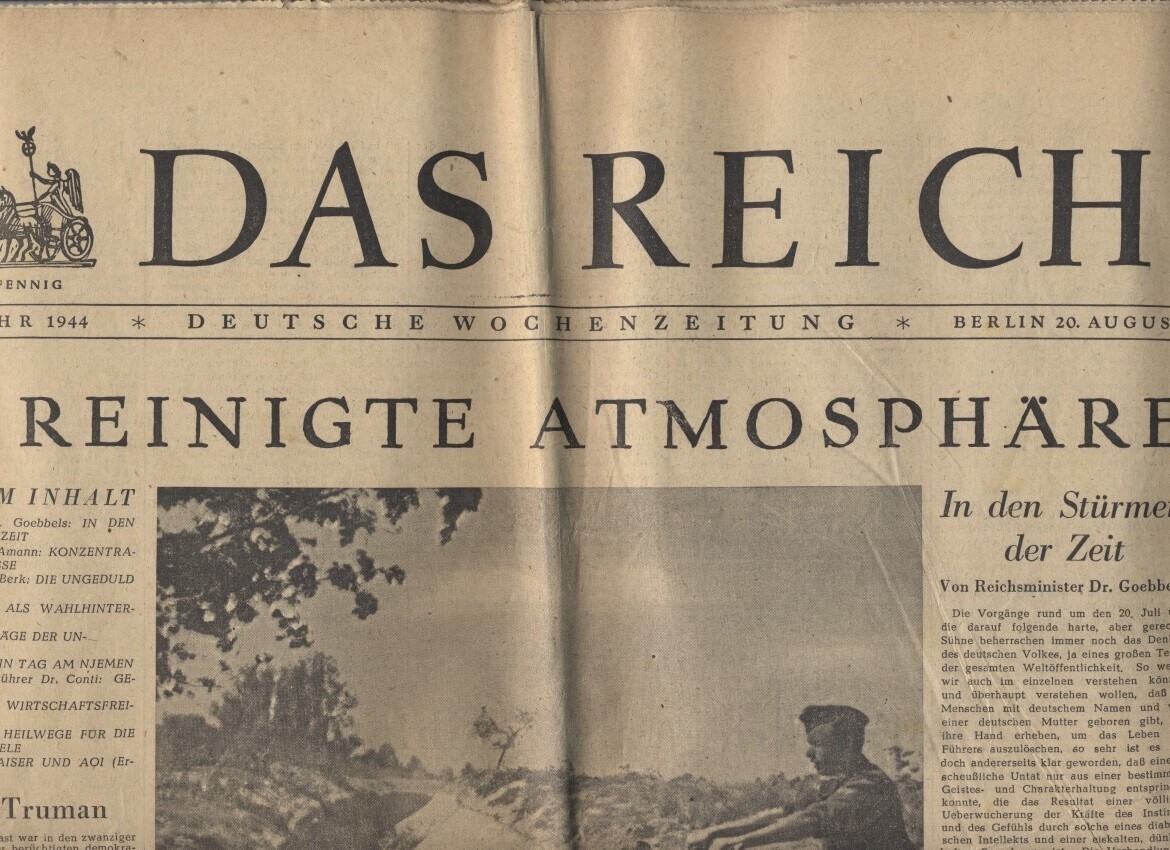 DAS REICH
PFENNIG
HR 1944 * DEUTSCHE WOCHENZEITUNG * BERLIN 20. AUGUS
REINIGTE ATMOSPHÄRE
M INHALT
. Goebbels: IN DEN
ZEIT
Amann: KONZENTRA-
SSE
Berk: DIE UNGEDULD
ALS WAHLHINTER-
ÄGE DER UN-
IN TAG AM NJEMEN
ührer Dr. Conti: GE-
WIRTSCHAFTSFREI-
HEILWEGE FÜR DIE
ELE
AISER UND AOI (Er-
Truman
ast war in den zwanziger
berüchtigten demokra-
In den Stürme
der Zeit
Von Reichsminister Dr. Goebbe
Die Vorgänge rund um den 20. Juli
die darauf folgende harte, aber gerec
Sühne beherrschen immer noch das Den
des deutschen Volkes, ja eines großen Te
der gesamten Weltöffentlichkeit. So we
wir auch im einzelnen verstehen kön
und überhaupt verstehen wollen, daß
Menschen mit deutschem Namen und
einer deutschen Mutter geboren gibt,
ihre Hand erheben, um das Leben
Führers auszulöschen, so sehr ist es
doch andererseits klar geworden, daß eine
scheußliche Untat nur aus einer bestimm
Geistes- und Charakterhaltung entsprin
konnte, die das Resultat einer völli
Ueberwucherung der Kräfte des Instin
und des Gefühls durch solche eines diab
schen Intellekts und einer eiskalten, dün